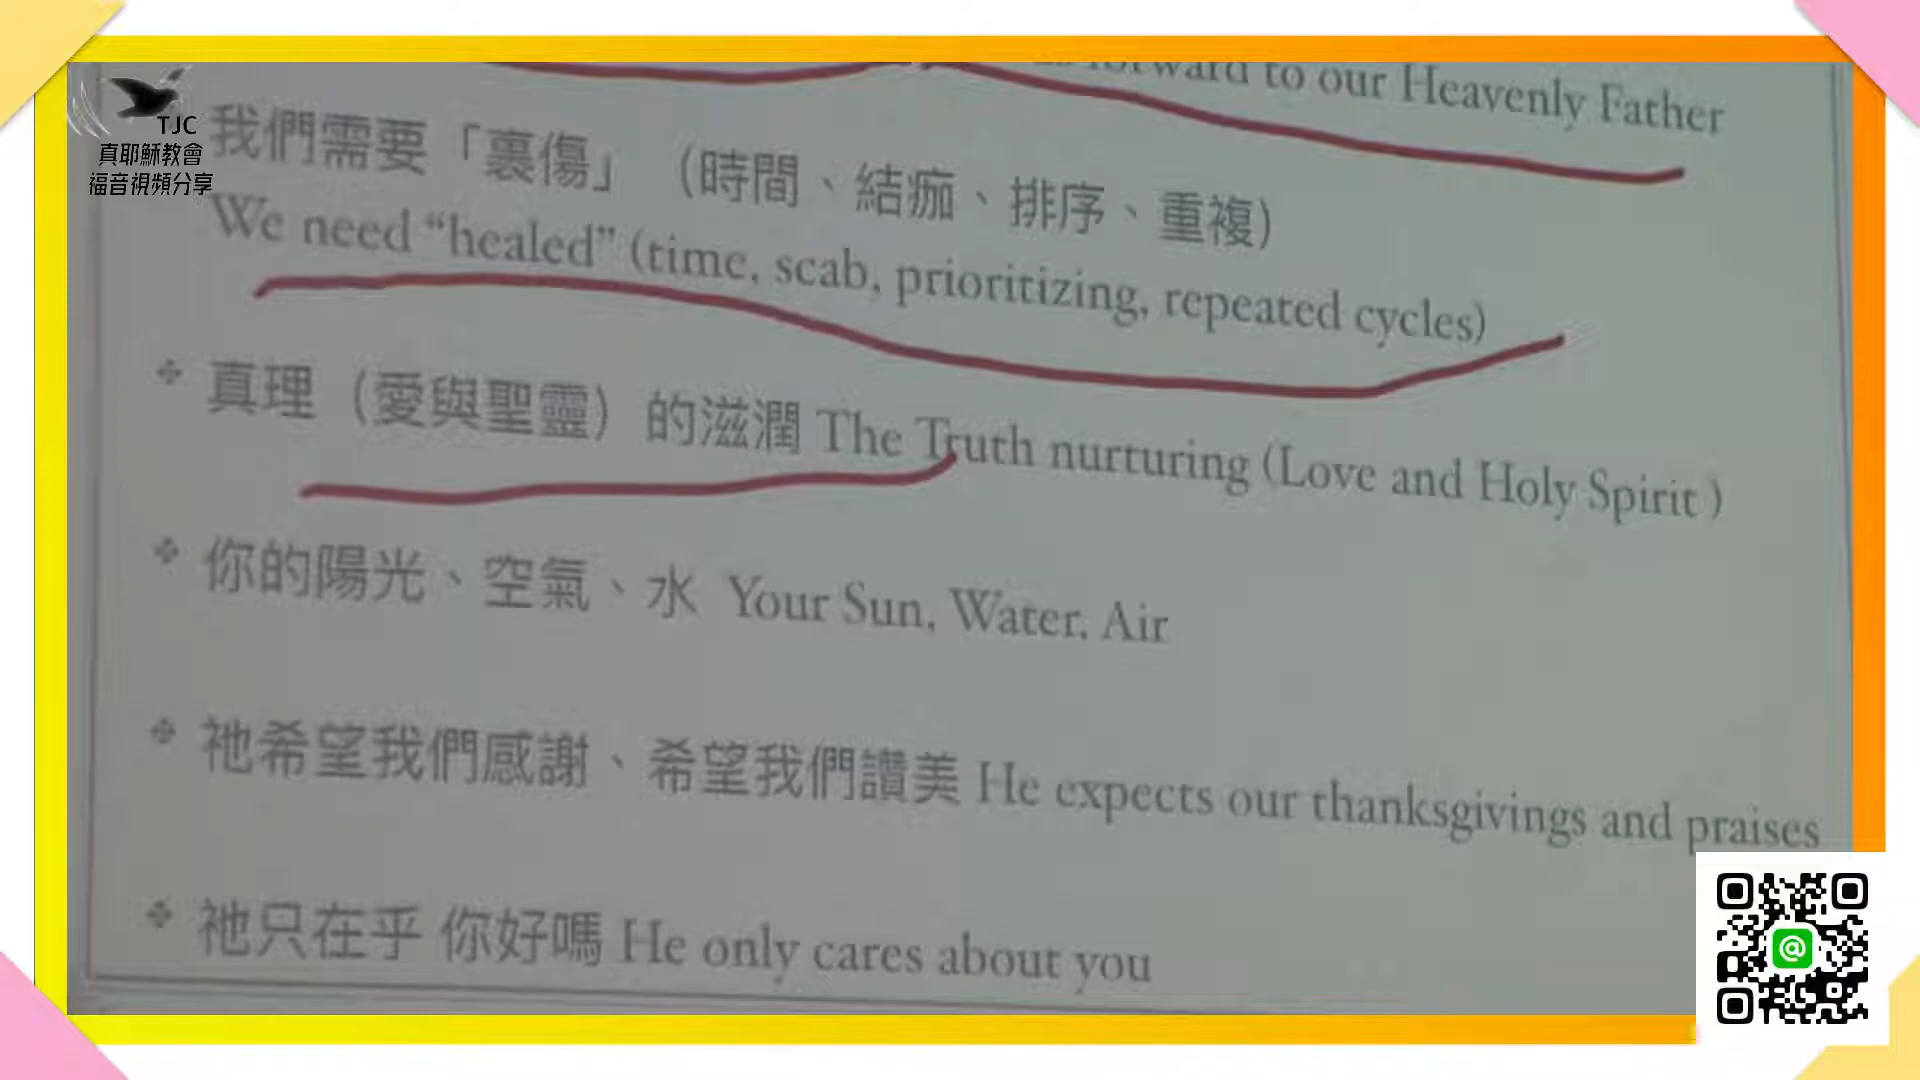 forward to our Heavenly Father
TJC
真耶穌教會
福音視頻分享
我們需要「裹傷」（時間、結痂、排序、重複）
We need “healed” (time, scab, prioritizing, repeated cycles)
真理（愛與聖靈）的滋潤 The Truth nurturing (Love and Holy Spirit )
你的陽光、空氣、水 Your Sun, Water, Air
祂希望我們感謝、希望我們讚美 He expects our thanksgivings and praises
祂只在乎 你好嗎 He only cares about you